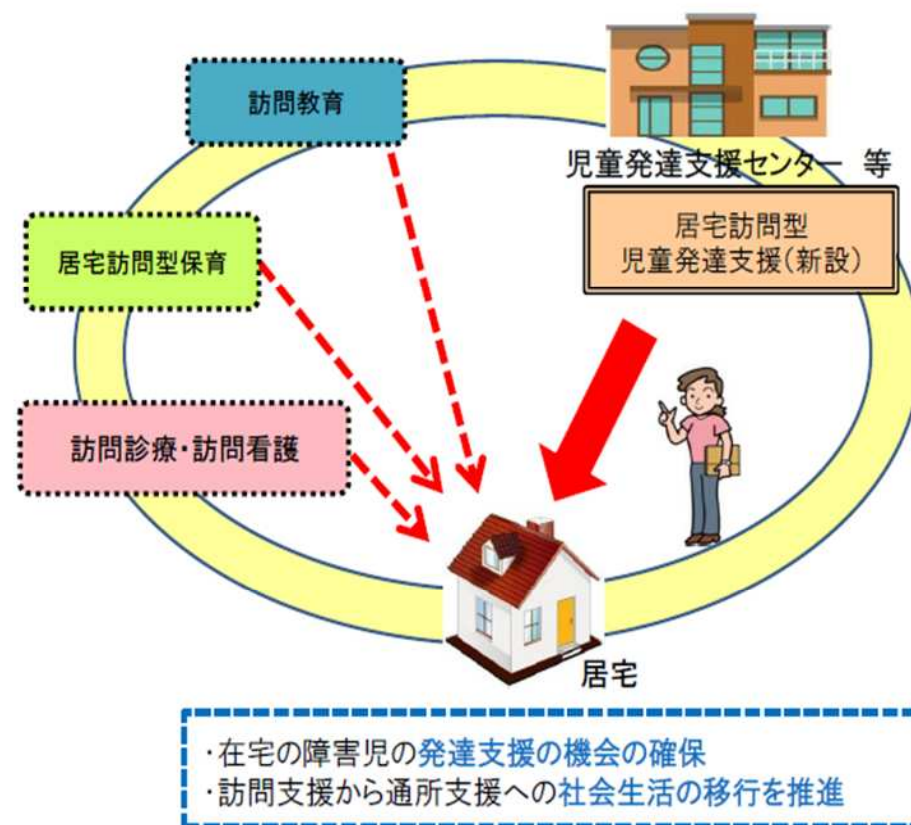 訪問教育
児童発達支援センター 等
居宅訪問型
児童発達支援(新設)
居宅訪問型保育
訪問診療・訪問看護
居宅
・在宅の障害児の発達支援の機会の確保
・訪問支援から通所支援への社会生活の移行を推進